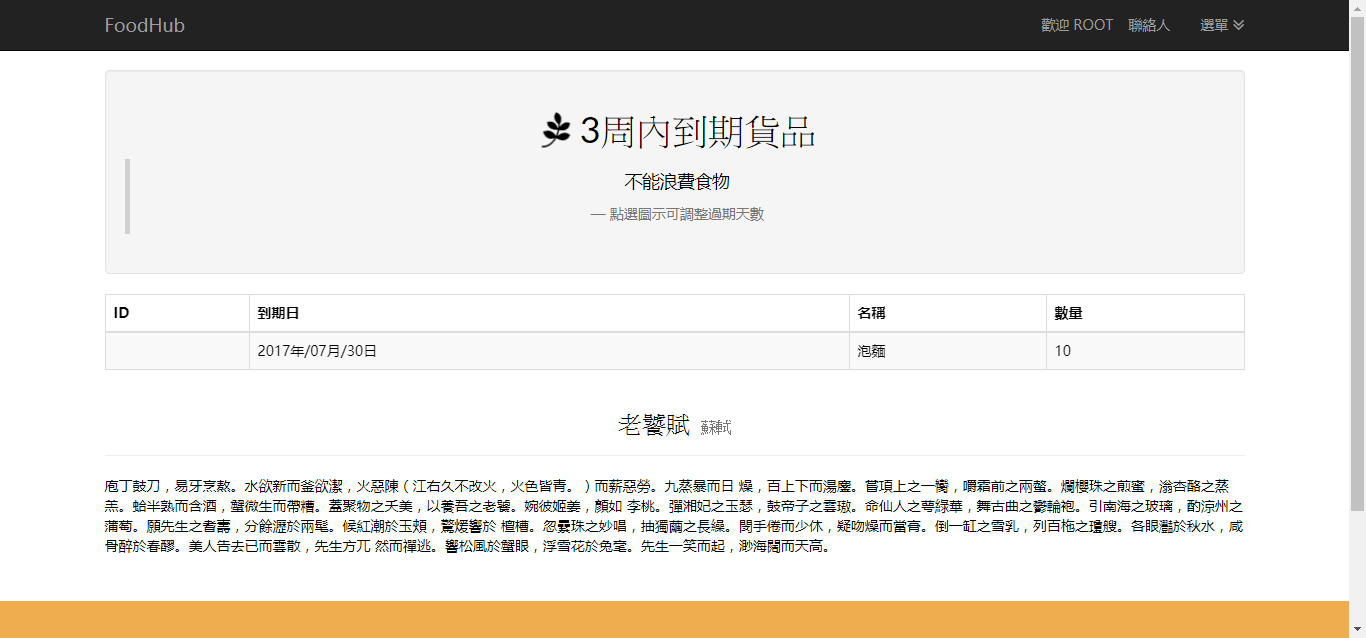 FoodHub 歡迎 ROOT 聯絡人 選單
3周內到期貨品
不能浪費食物
— 點選圖示可調整過期天數
ID 到期日 名稱 數量
2017年/07月/30日 泡麵 10
老饕賦 蘇軾
庖丁鼓刀，易牙烹熬。水欲新而釜欲潔，火惡陳（江右久不改火，火色皆青。）而薪惡勞。九蒸暴而日 燥，百上下而湯鏖。嘗項上之一臠，嚼霜前之兩螯。爛櫻珠之煎蜜，滃杏酪之蒸
羔。蛤半熟而含酒，蟹微生而帶糟。蓋聚物之夭美，以養吾之老饕。婉彼姬姜，顏如 李桃。彈湘妃之玉瑟，鼓帝子之雲璈。命仙人之萼綠華，舞古曲之鬱輪袍。引南海之玻璃，酌涼州之
蒲萄。願先生之耆壽，分餘瀝於兩髦。候紅潮於玉頰，驚煖響於 檀槽。忽纍珠之妙唱，抽獨繭之長繰。閔手倦而少休，疑吻燥而當膏。倒一缸之雪乳，列百柂之瓊艘。各眼灩於秋水，咸
骨醉於春醪。美人告去已而雲散，先生方兀 然而禪逃。響松風於蟹眼，浮雪花於兔毫。先生一笑而起，渺海闊而天高。